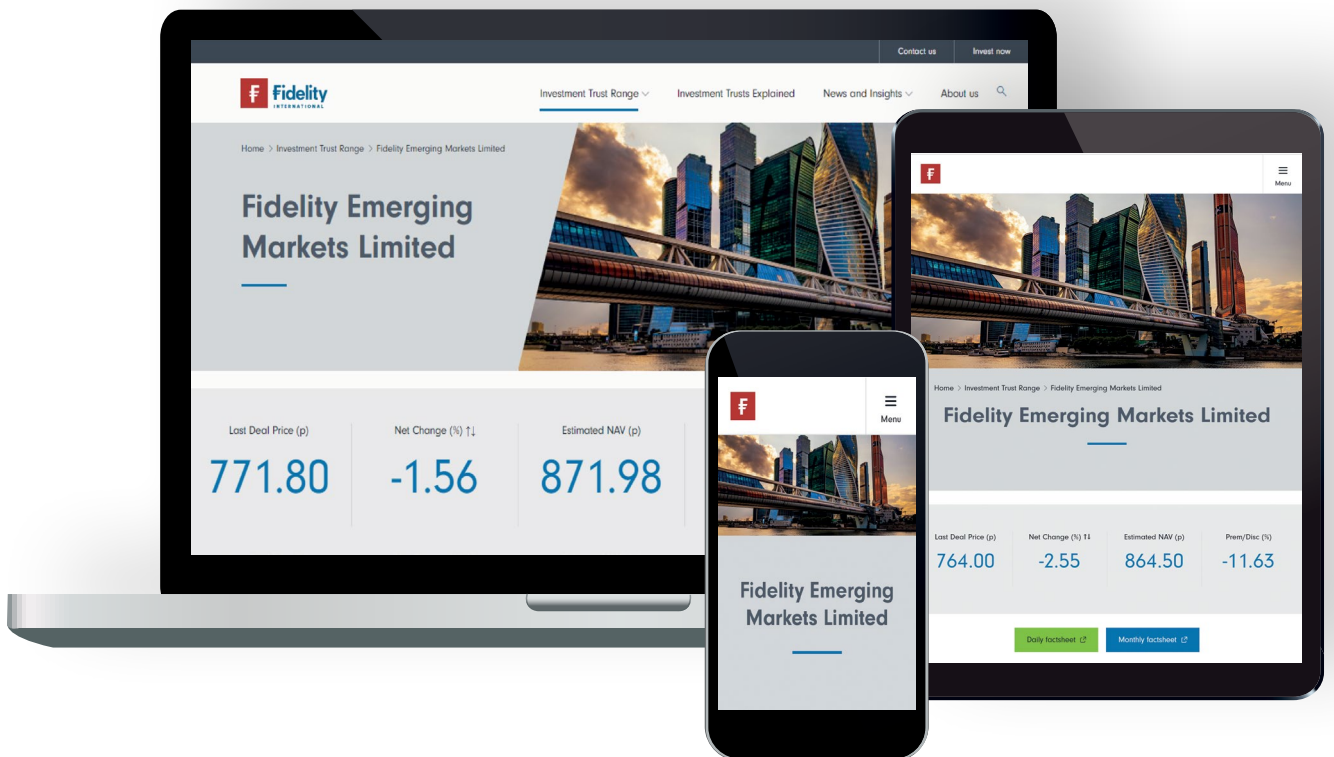 Contact us
Invest now
Fidelity
INTERNATIONAL
Investment Trust Range
Investment Trusts Explained
News and Insights
About us
Home > Investment Trust Range > Fidelity Emerging Markets Limited
Fidelity Emerging
Markets Limited
Last Deal Price (p)
Net Change (%) ↑↓
Estimated NAV (p)
771.80
-1.56
871.98
Menu
Fidelity Emerging
Markets Limited
Menu
Home > Investment Trust Range > Fidelity Emerging Markets Limited
Fidelity Emerging Markets Limited
Last Deal Price (p)
Net Change (%) ↑↓
Estimated NAV (p)
Prem/Disc (%)
764.00
-2.55
864.50
-11.63
Daily factsheet
Monthly factsheet